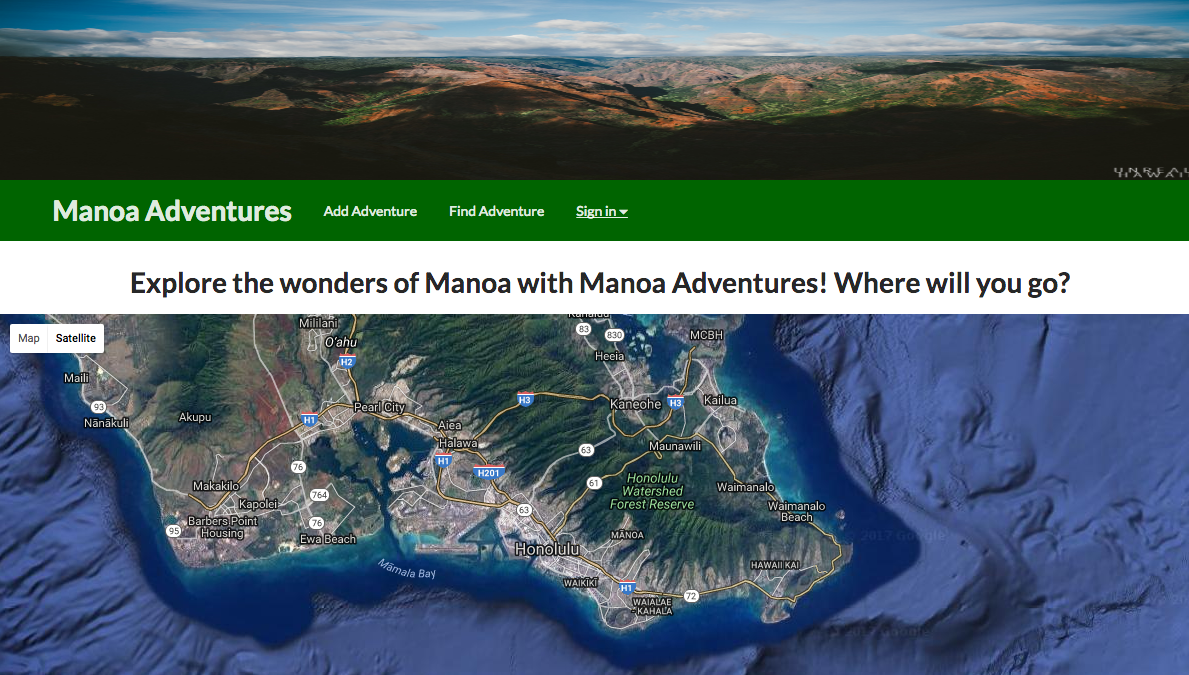 UNREAL
HAWAII
Manoa Adventures
Add Adventure
Find Adventure
Sign in
Explore the wonders of Manoa with Manoa Adventures! Where will you go?
Map
Satellite
Mililani
O'ahu
H2
83
830
MCBH
Heeia
Maili
93
Nānākuli
Akupu
H1
Pearl City
H3
Kaneohe
H3
Kailua
Aiea
Halawa
H1
H201
63
Maunawili
76
61
Honolulu
Watershed
Forest Reserve
Waimanalo
Makakilo
764
Kapolei
63
Waimanalo
Beach
Barbers Point
Housing
76
95
Ewa Beach
MĀNOA
2017 Google
Honolulu
Māmala Bay
HAWAII KAI
WAIKĪKĪ
H1
72
WAIALAE
- KAHALA
2017 Google